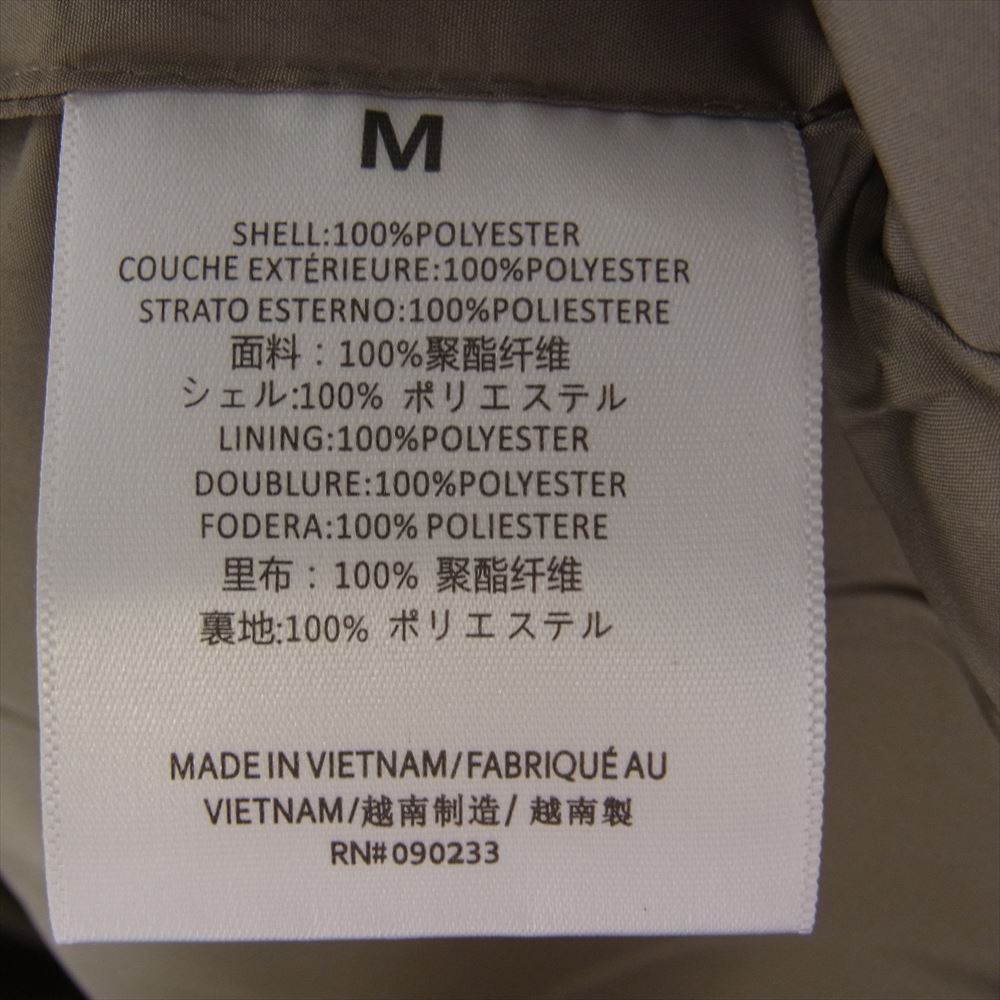 M
SHELL:100%POLYESTER
COUCHE EXTÉRIEURE:100%POLYESTER
STRATO ESTERNO:100%POLIESTERE
面料：100%聚酯纤维
シェル:100% ポリエステル
LINING:100%POLYESTER
DOUBLURE:100%POLYESTER
FODERA:100% POLIESTERE
里布：100% 聚酯纤维
裏地:100% ポリエステル
MADE IN VIETNAM/FABRIQUÉ AU
VIETNAM/越南制造/ 越南製
RN#090233